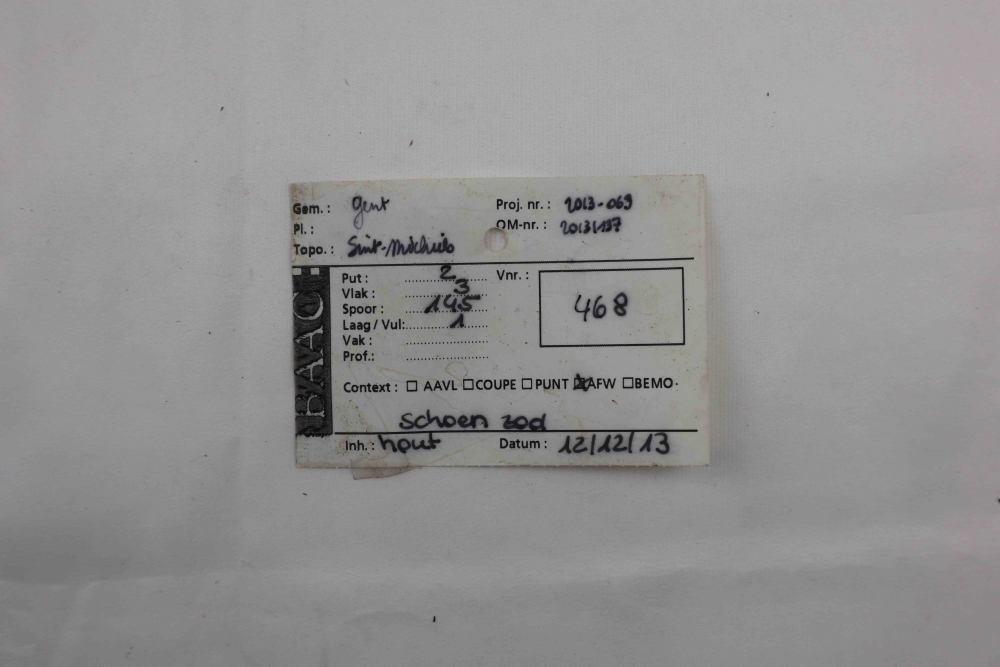 Gem. : Gent Proj. nr. : 2013-069
Pl. : OM-nr. : 20131137
Topo. : Sint-Michiels
BAAC
Put : 2 Vnr. : 468
Vlak : 3
Spoor : 145
Laag / Vul: 1
Vak :
Prof.:
Context : ☐ AAVL ☐ COUPE ☐ PUNT ☒ AFW ☐ BEMO
schoen zool
Inh. : hout Datum : 12/12/13